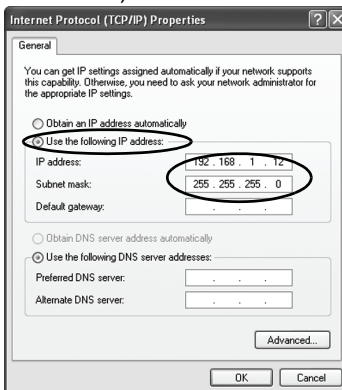 Internet Protocol (TCP/IP) Properties
General
You can get IP settings assigned automatically if your network supports
this capability. Otherwise, you need to ask your network administrator for
the appropriate IP settings.
Obtain an IP address automatically
Use the following IP address:
IP address: 192 . 168 . 1 . 12
Subnet mask: 255 . 255 . 255 . 0
Default gateway: . . .
Obtain DNS server address automatically
Use the following DNS server addresses:
Preferred DNS server: . . .
Alternate DNS server: . . .
Advanced...
OK Cancel